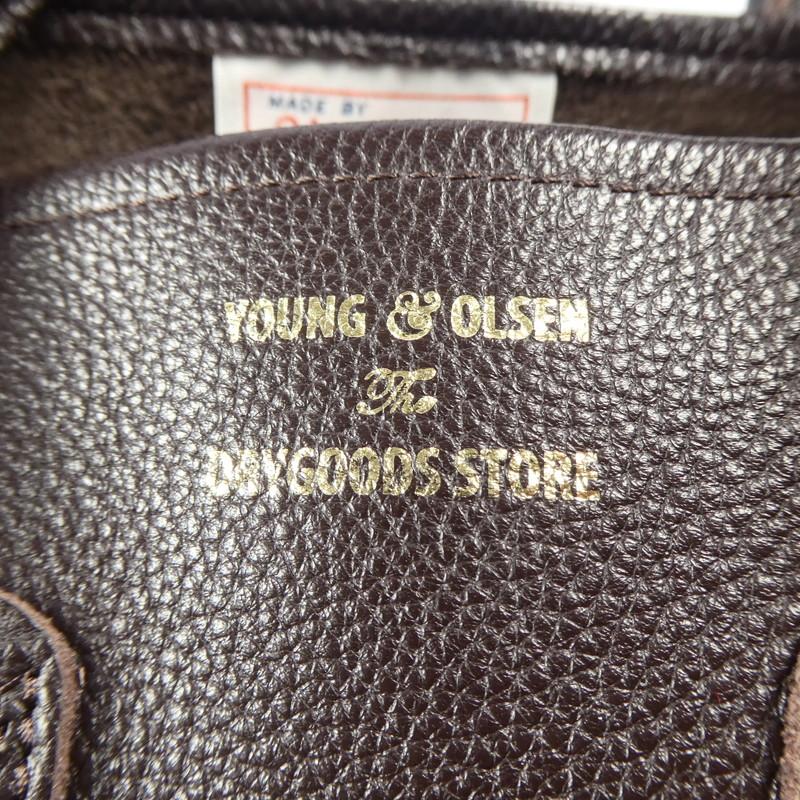 MADE BY
YOUNG & OLSEN
The
DRYGOODS STORE